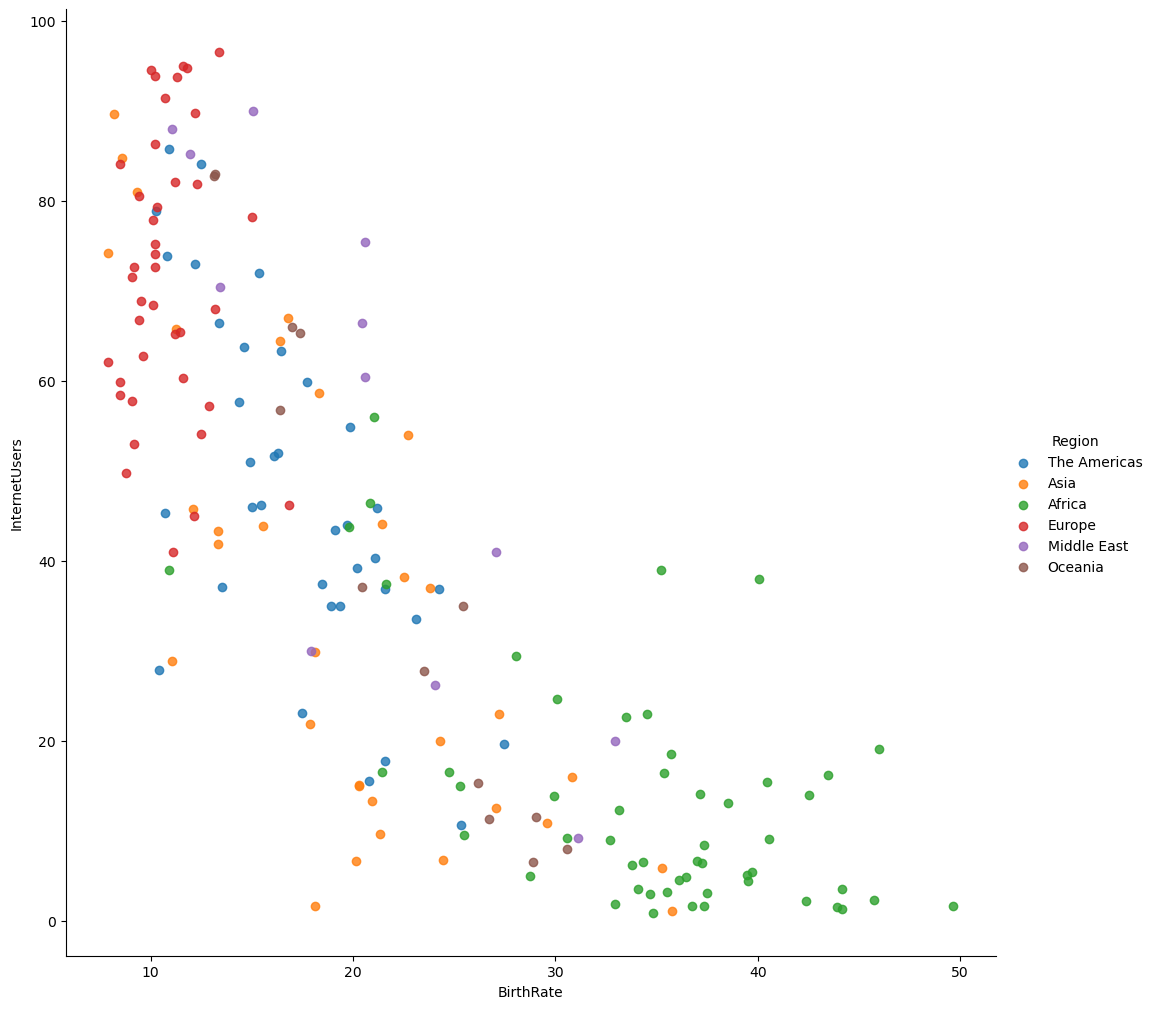 100
80
60
40
20
0
InternetUsers
10 20 30 40 50
BirthRate
Region
The Americas
Asia
Africa
Europe
Middle East
Oceania